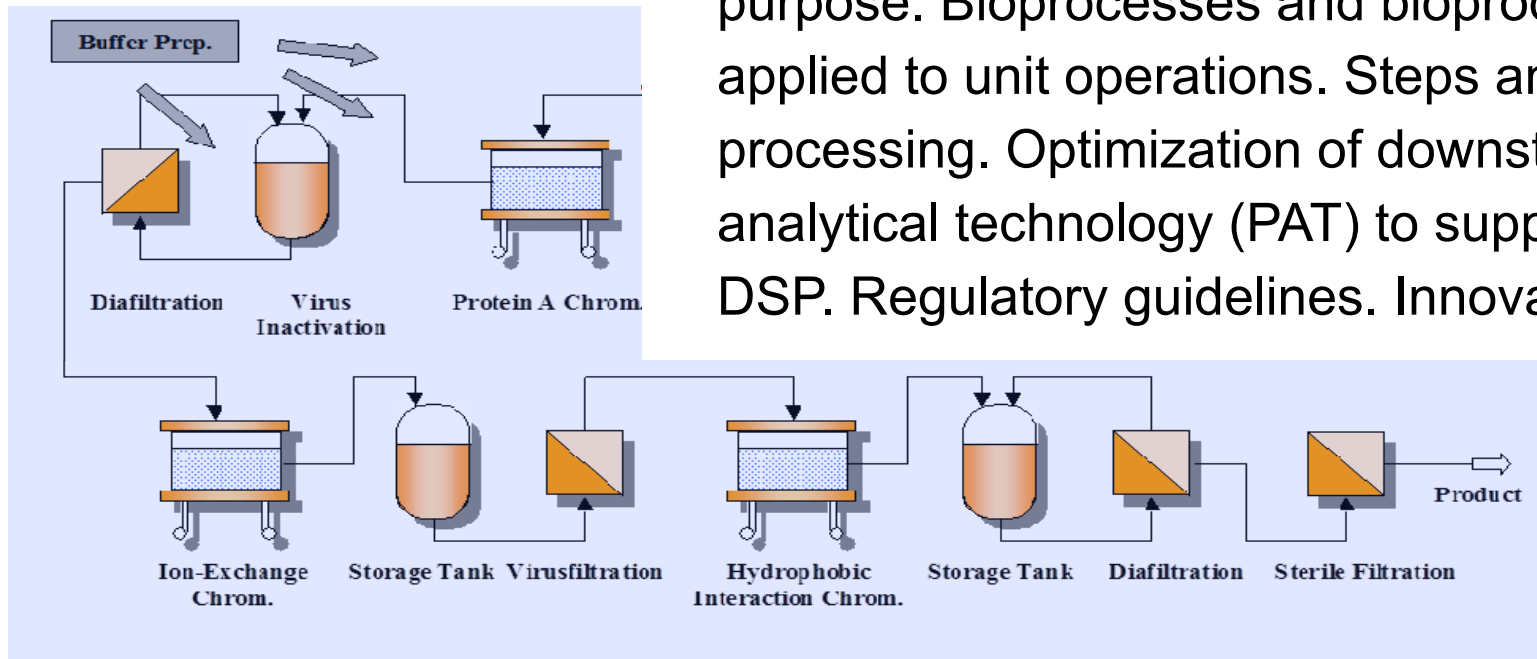 purpose. Bioprocesses and bioprod
applied to unit operations. Steps an
processing. Optimization of downst
analytical technology (PAT) to supp
DSP. Regulatory guidelines. Innova
Buffer Prep.
Diafiltration
Virus
Inactivation
Protein A Chrom.
Ion-Exchange
Chrom.
Storage Tank
Virusfiltration
Hydrophobic
Interaction Chrom.
Storage Tank
Diafiltration
Sterile Filtration
Product